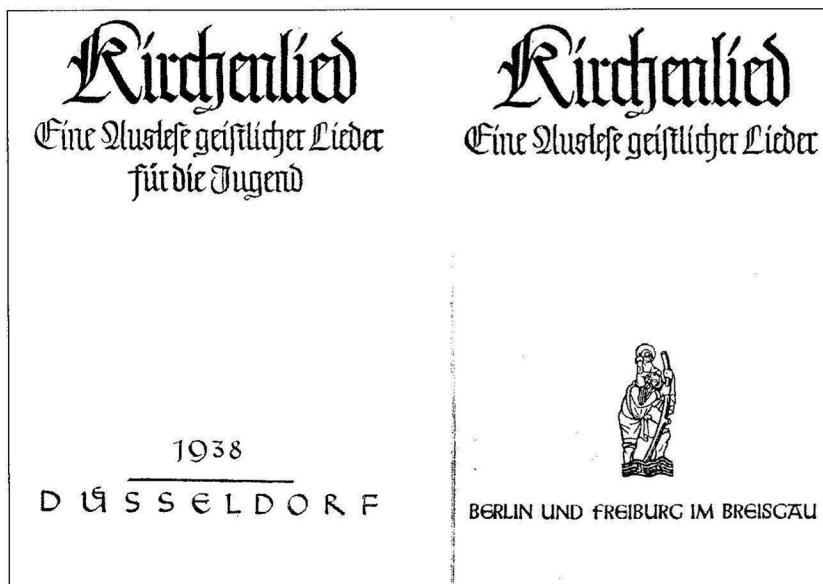 Kirchenlied
Eine Auslese geistlicher Lieder
für die Jugend
1938
DÜSSELDORF
Kirchenlied
Eine Auslese geistlicher Lieder
BERLIN UND FREIBURG IM BREISGAU